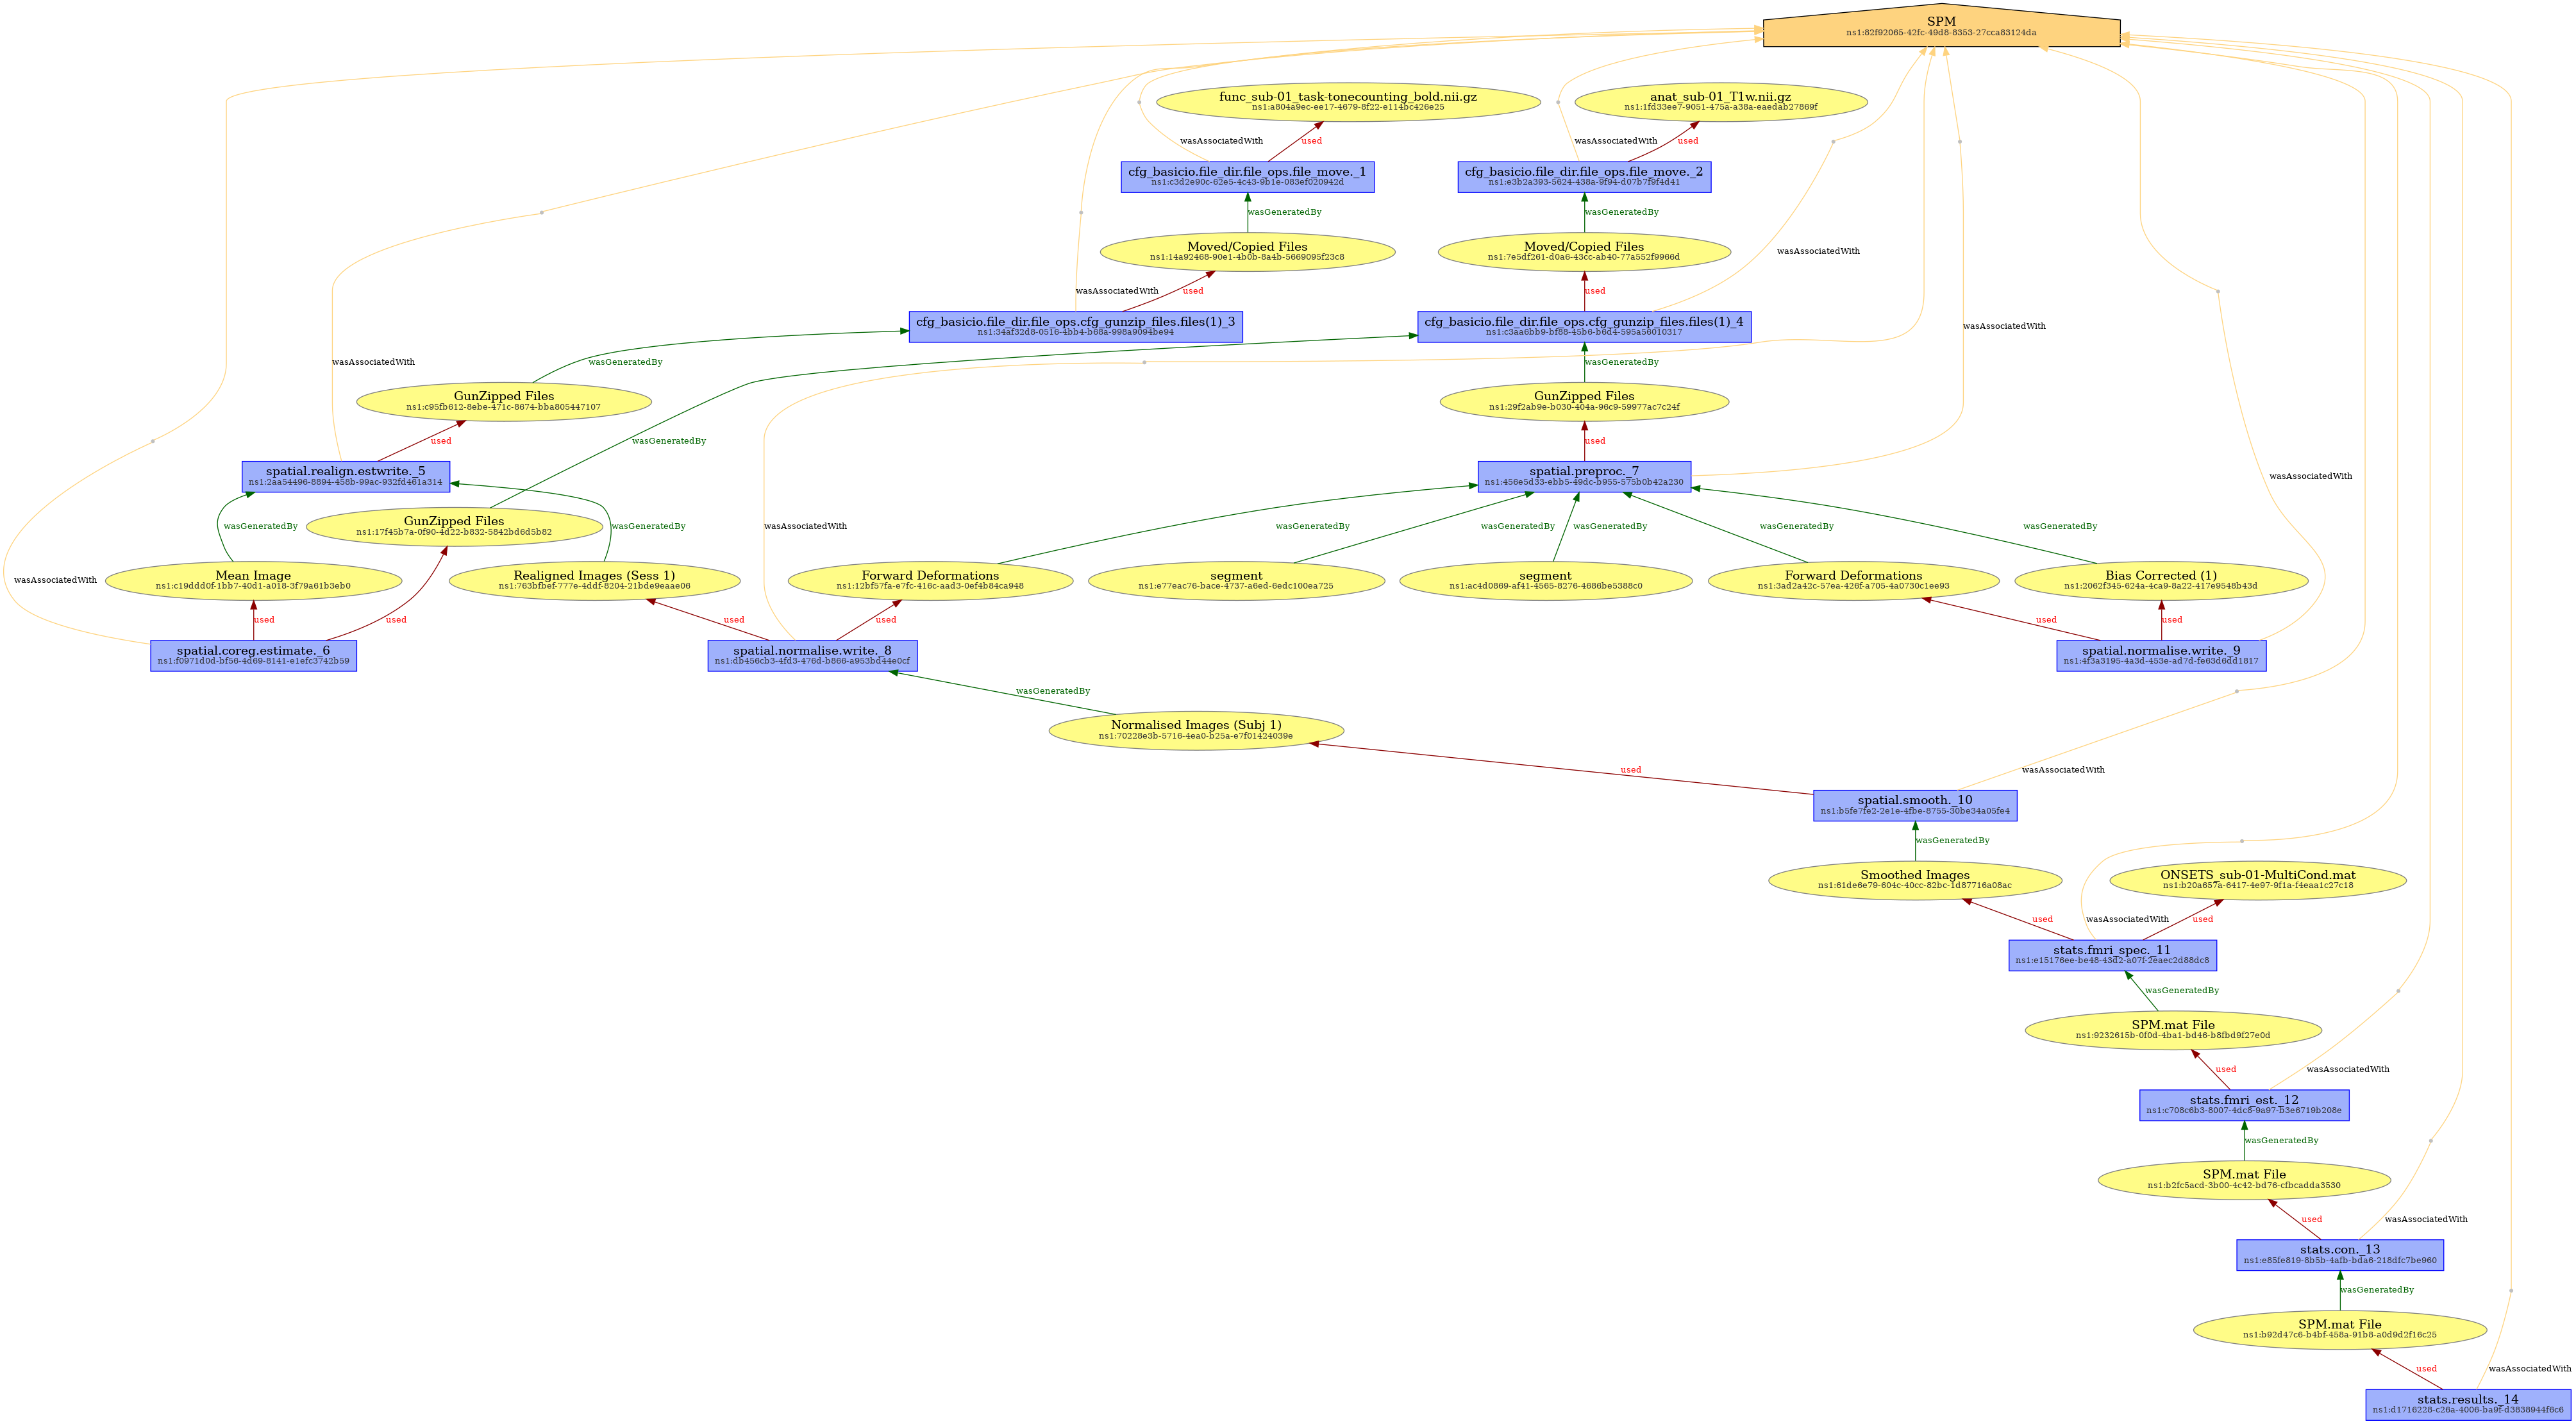 SPM
ns1:82f92065-42fc-49d8-8353-27cca83124da
func_sub-01_task-tonecounting_bold.nii.gz
ns1:a804a9ec-ee17-4679-8f22-e114bc426e25
anat_sub-01_T1w.nii.gz
ns1:1fd33ee7-9051-475a-a38a-eaedab27869f
wasAssociatedWith
used
wasAssociatedWith
used
cfg_basicio.file_dir.file_ops.file_move._1
ns1:c3d2e90c-62e5-4c43-9b1e-083ef020942d
cfg_basicio.file_dir.file_ops.file_move._2
ns1:e3b2a393-5624-438a-9f94-d07b7f9f4d41
wasGeneratedBy
wasGeneratedBy
Moved/Copied Files
ns1:14a92468-90e1-4b0b-8a4b-5669095f23c8
Moved/Copied Files
ns1:7e5df261-d0a6-43cc-ab40-77a552f9966d
wasAssociatedWith
wasAssociatedWith
used
used
cfg_basicio.file_dir.file_ops.cfg_gunzip_files.files(1)_3
ns1:34af32d8-0516-4bb4-b68a-998a9094be94
cfg_basicio.file_dir.file_ops.cfg_gunzip_files.files(1)_4
ns1:c3aa6bb9-bf88-45b6-b6d4-595a56010317
wasAssociatedWith
wasAssociatedWith
wasGeneratedBy
wasGeneratedBy
GunZipped Files
ns1:c95fb612-8ebe-471c-8674-bba805447107
GunZipped Files
ns1:29f2ab9e-b030-404a-96c9-59977ac7c24f
used
wasGeneratedBy
used
spatial.realign.estwrite._5
ns1:2aa54496-8894-458b-99ac-932fd461a314
spatial.preproc._7
ns1:456e5d33-ebb5-49dc-b955-575b0b42a230
wasAssociatedWith
wasGeneratedBy
GunZipped Files
ns1:17f45b7a-0f90-4d22-b832-5842bd6d5b82
wasGeneratedBy
wasAssociatedWith
wasGeneratedBy
wasGeneratedBy
wasGeneratedBy
wasGeneratedBy
wasGeneratedBy
wasAssociatedWith
Mean Image
ns1:c19ddd0f-1bb7-40d1-a018-3f79a61b3eb0
Realigned Images (Sess 1)
ns1:763bfbef-777e-4ddf-8204-21bde9eaae06
Forward Deformations
ns1:12bf57fa-e7fc-416c-aad3-0ef4b84ca948
segment
ns1:e77eac76-bace-4737-a6ed-6edc100ea725
segment
ns1:ac4d0869-af41-4565-8276-4686be5388c0
Forward Deformations
ns1:3ad2a42c-57ea-426f-a705-4a0730c1ee93
Bias Corrected (1)
ns1:2062f345-624a-4ca9-8a22-417e9548b43d
used
used
used
used
used
used
spatial.coreg.estimate._6
ns1:f0971d0d-bf56-4d69-8141-e1efc3742b59
spatial.normalise.write._8
ns1:db456cb3-4fd3-476d-b866-a953bd44e0cf
spatial.normalise.write._9
ns1:4f3a3195-4a3d-453e-ad7d-fe63d6dd1817
wasGeneratedBy
Normalised Images (Subj 1)
ns1:70228e3b-5716-4ea0-b25a-e7f01424039e
used
wasAssociatedWith
spatial.smooth._10
ns1:b5fe7fe2-2e1e-4fbe-8755-30be34a05fe4
wasGeneratedBy
Smoothed Images
ns1:61de6e79-604c-40cc-82bc-1d87716a08ac
ONSETS_sub-01-MultiCond.mat
ns1:b20a657a-6417-4e97-9f1a-f4eaa1c27c18
used
wasAssociatedWith
used
stats.fmri_spec._11
ns1:e15176ee-be48-43d2-a07f-2eaec2d88dc8
wasGeneratedBy
SPM.mat File
ns1:9232615b-0f0d-4ba1-bd46-b8fbd9f27e0d
used
wasAssociatedWith
stats.fmri_est._12
ns1:c708c6b3-8007-4dc8-9a97-b3e6719b208e
wasGeneratedBy
SPM.mat File
ns1:b2fc5acd-3b00-4c42-bd76-cfbcadda3530
used
wasAssociatedWith
stats.con._13
ns1:e85fe819-8b5b-4afb-bda6-218dfc7be960
wasGeneratedBy
SPM.mat File
ns1:b92d47c6-b4bf-458a-91b8-a0d9d2f16c25
used
wasAssociatedWith
stats.results._14
ns1:d1716228-c26a-4006-ba9f-d3838944f6c6